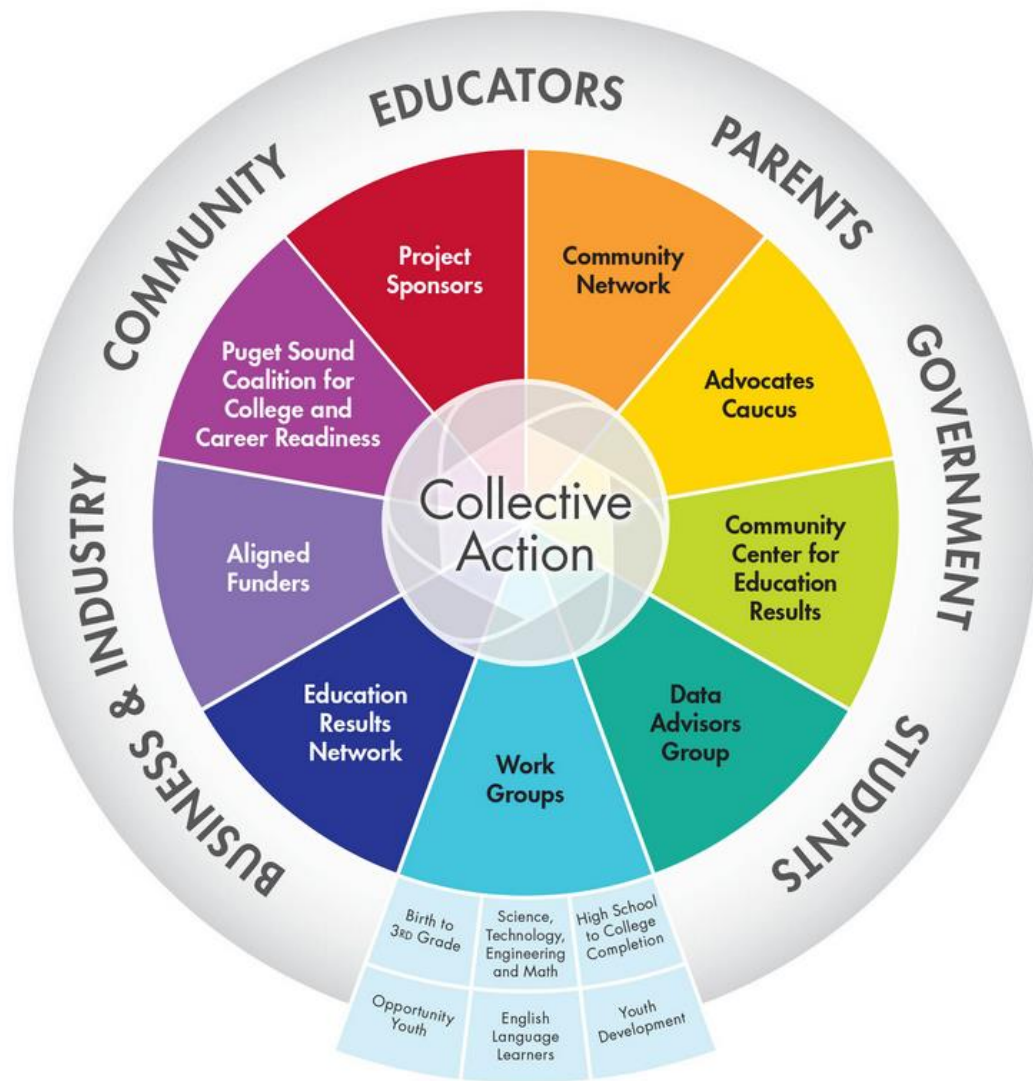 EDUCATORS
PARENTS
GOVERNMENT
STUDENTS
BUSINESS & INDUSTRY
COMMUNITY
Project
Sponsors
Community
Network
Advocates
Caucus
Community
Center for
Education
Results
Data
Advisors
Group
Work
Groups
Education
Results
Network
Aligned
Funders
Puget Sound
Coalition for
College and
Career Readiness
Collective
Action
Birth to
3RD Grade
Science,
Technology,
Engineering
and Math
High School
to College
Completion
Opportunity
Youth
English
Language
Learners
Youth
Development